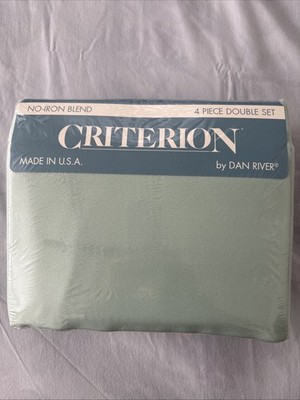 NO-IRON BLEND 4 PIECE DOUBLE SET
CRITERION
MADE IN U.S.A. by DAN RIVER®